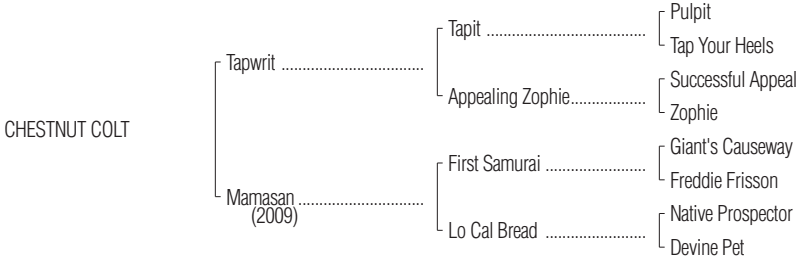 Pulpit
Tapit ......................................
Tap Your Heels
Tapwrit ..................................
Successful Appeal
Appealing Zophie..................
Zophie
CHESTNUT COLT
Giant's Causeway
First Samurai ........................
Freddie Frisson
Mamasan ..............................
(2009)
Native Prospector
Lo Cal Bread ........................
Devine Pet